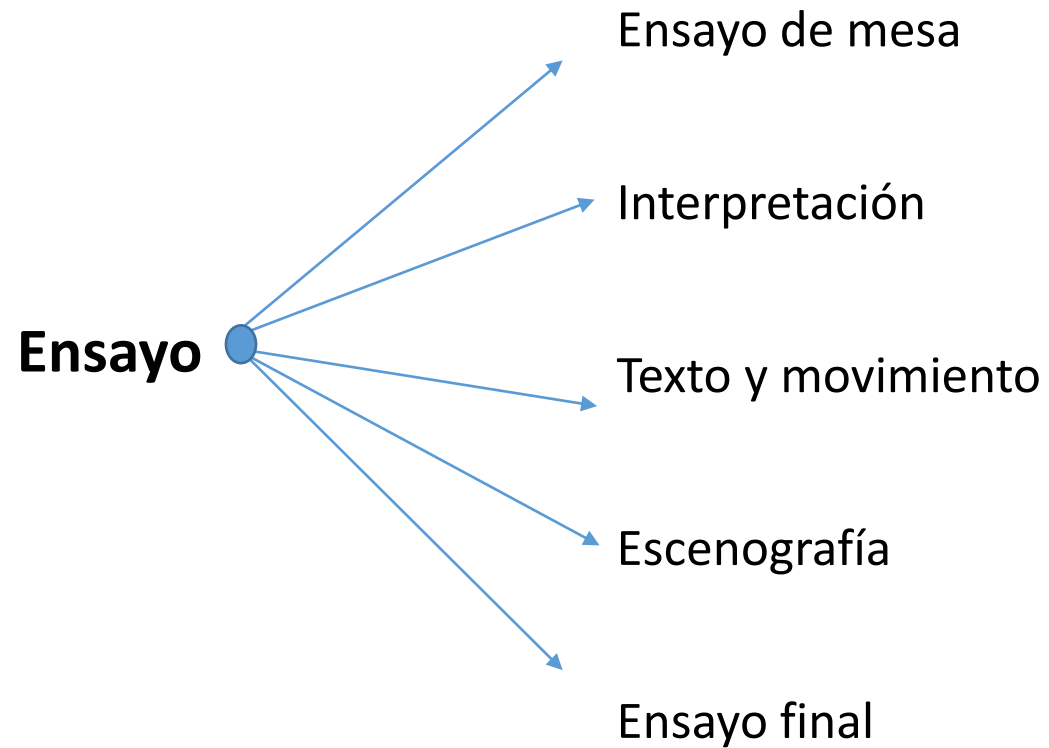 Ensayo de mesa
Interpretación
Ensayo
Texto y movimiento
Escenografía
Ensayo final